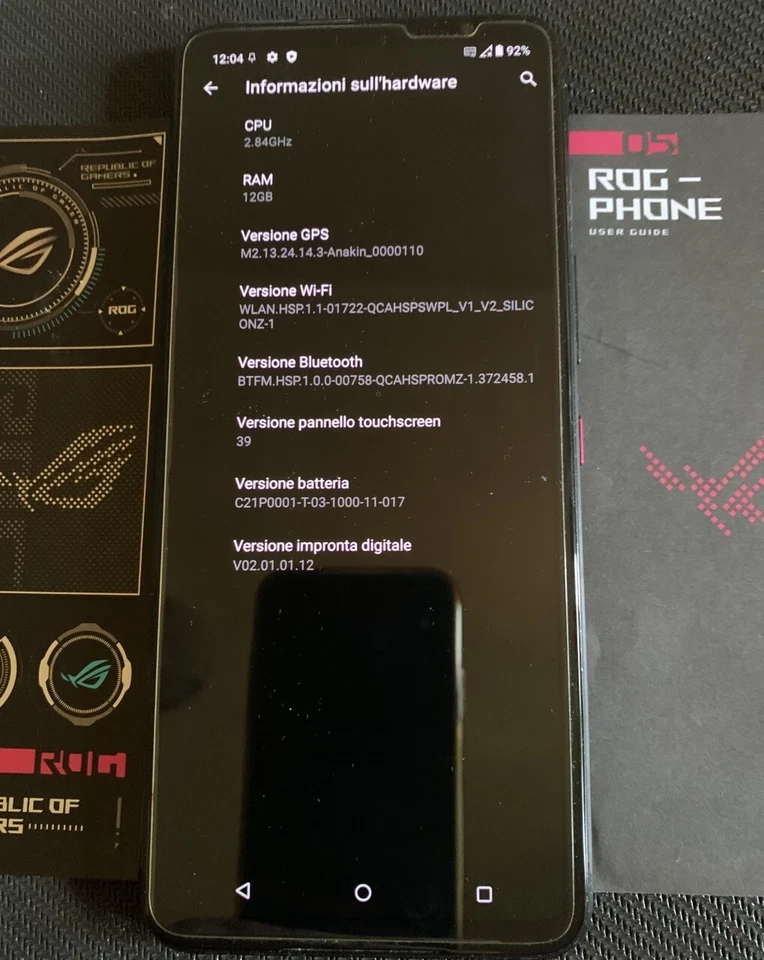 12:04
92%
Informazioni sull'hardware
CPU
2.84GHz
RAM
12GB
Versione GPS
M2.13.24.14.3-Anakin_0000110
Versione Wi-Fi
WLAN.HSP.1.1-01722-QCAHSPSWPL_V1_V2_SILIC
ONZ-1
Versione Bluetooth
BTFM.HSP.1.0.0-00758-QCAHSPROMZ-1.372458.1
Versione pannello touchscreen
39
Versione batteria
C21P0001-T-03-1000-11-017
Versione impronta digitale
V02.01.01.12
REPUBLIC OF
GAMERS
LIC OF
ROG
ROG
BLIC OF
RS
05
ROG –
PHONE
USER GUIDE